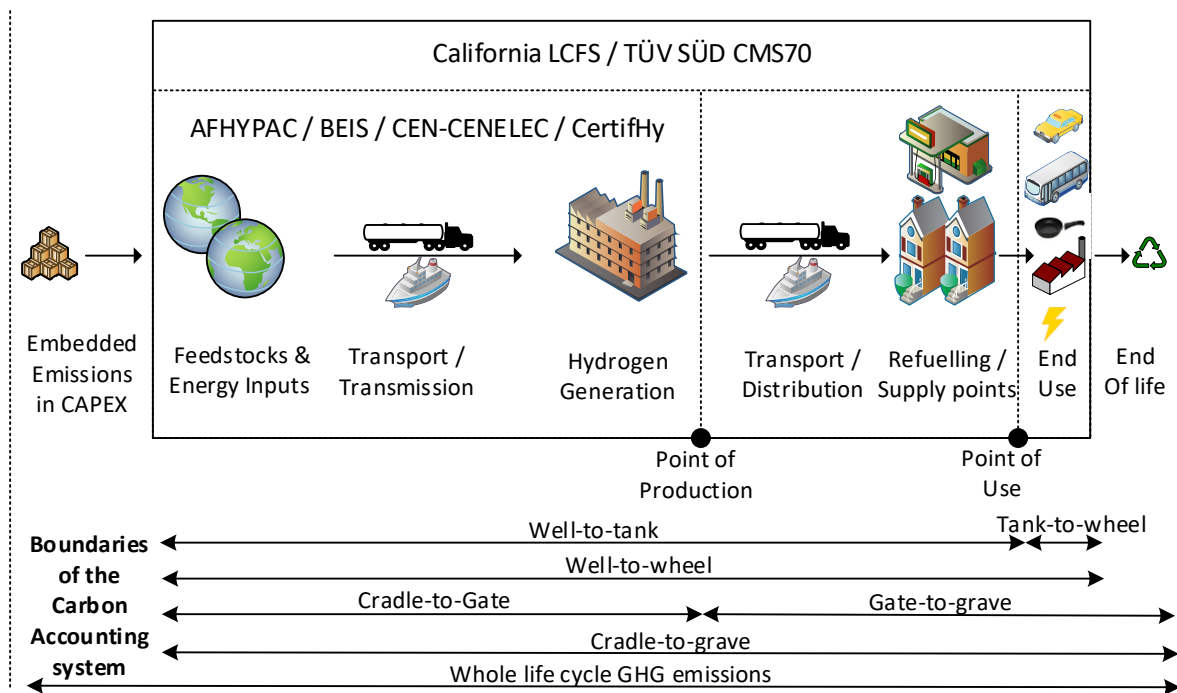 California LCFS / TÜV SÜD CMS70
AFHYPAC / BEIS / CEN-CENELEC / CertifHy
Embedded
Emissions
in CAPEX
Feedstocks &
Energy Inputs
Transport /
Transmission
Hydrogen
Generation
Transport /
Distribution
Refuelling /
Supply points
End
Use
End
Of life
Point of
Production
Point of
Use
Boundaries
of the
Carbon
Accounting
system
Well-to-tank
Tank-to-wheel
Well-to-wheel
Cradle-to-Gate
Gate-to-grave
Cradle-to-grave
Whole life cycle GHG emissions